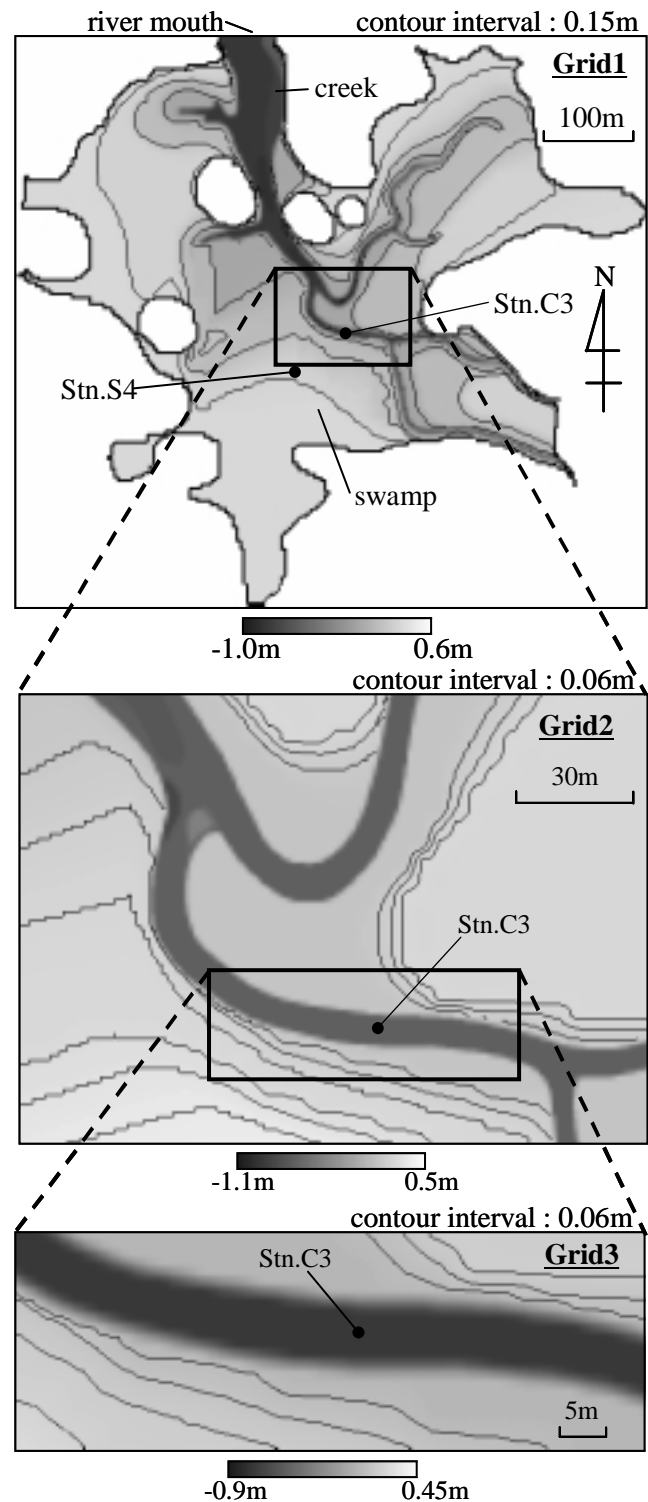 river mouth
contour interval : 0.15m
Grid1
creek
100m
N
Stn.C3
Stn.S4
swamp
-1.0m
0.6m
contour interval : 0.06m
Grid2
30m
Stn.C3
-1.1m
0.5m
contour interval : 0.06m
Grid3
Stn.C3
5m
-0.9m
0.45m